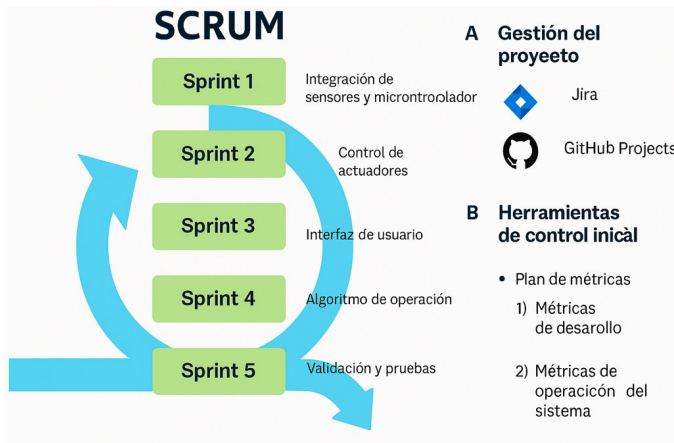 SCRUM
Sprint 1
Integración de
sensores y microntroɔlador
Sprint 2
Control de
actuadores
Sprint 3
Interfaz de usuario
Sprint 4
Algoritmo de operación
Sprint 5
Validación y pruebas
A Gestión del
proyeeto
Jira
GitHub Projects
B Herramientas
de control inicàl
• Plan de métricas
1) Métricas
de desarollo
2) Métricas de
operacicón del
sistema